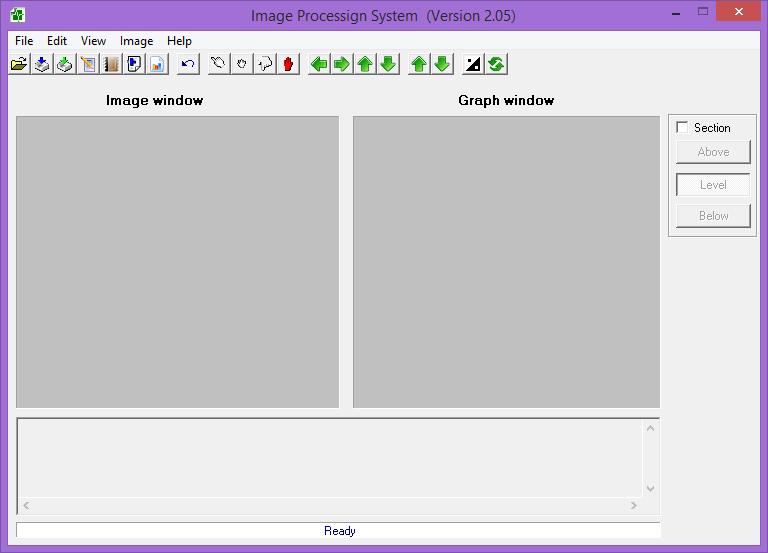 Image Processign System (Version 2.05)
File Edit View Image Help
Image window Graph window
Section
Above
Level
Below
Ready